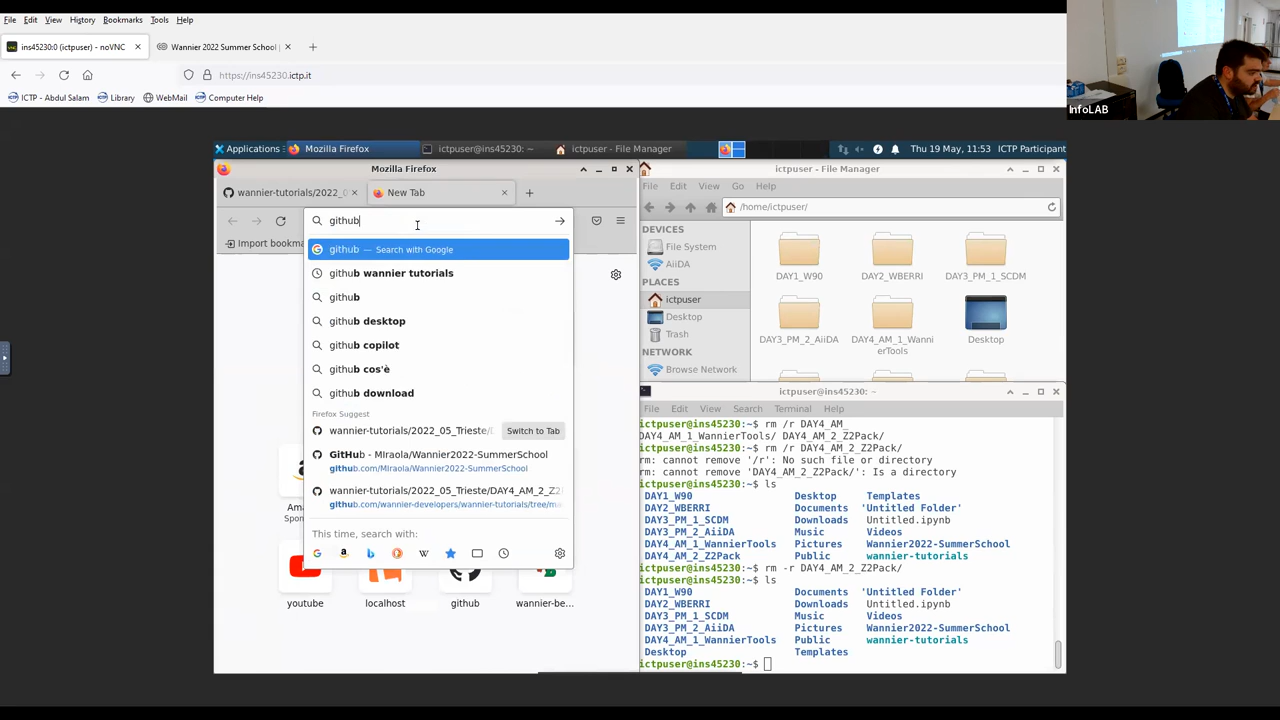 File Edit View History Bookmarks Tools Help
ins45230:0 (ictpuser) - noVNC
Wannier 2022 Summer School |
https://ins45230.ictp.it
ICTP - Abdul Salam Library WebMail Computer Help
InfoLAB
Applications Mozilla Firefox ictpuser@ins45230: ~ ictpuser - File Manager Thu 19 May, 11:53 ICTP Participant
Mozilla Firefox
wannier-tutorials/2022_0
New Tab
github
Import bookma
github — Search with Google
github wannier tutorials
github
github desktop
github copilot
github cos'è
github download
Firefox Suggest
wannier-tutorials/2022_05_Trieste/
Switch to Tab
GitHub - MIraola/Wannier2022-SummerSchool
github.com/MIraola/Wannier2022-SummerSchool
wannier-tutorials/2022_05_Trieste/DAY4_AM_2_Z2
github.com/wannier-developers/wannier-tutorials/tree/ma
This time, search with:
Ama
Spon
youtube
localhost
github
wannier-be...
ictpuser - File Manager
File Edit View Go Help
/home/ictpuser/
DEVICES
File System
AiiDA
PLACES
ictpuser
Desktop
Trash
NETWORK
Browse Network
DAY1_W90
DAY2_WBERRI
DAY3_PM_1_SCDM
DAY3_PM_2_AiiDA
DAY4_AM_1_Wanni
erTools
Desktop
ictpuser@ins45230: ~
File Edit View Search Terminal Help
ictpuser@ins45230:~$ rm /r DAY4_AM_
DAY4_AM_1_WannierTools/ DAY4_AM_2_Z2Pack/
ictpuser@ins45230:~$ rm /r DAY4_AM_2_Z2Pack/
rm: cannot remove '/r': No such file or directory
rm: cannot remove 'DAY4_AM_2_Z2Pack/': Is a directory
ictpuser@ins45230:~$ ls
DAY1_W90 Desktop Templates
DAY2_WBERRI Documents 'Untitled Folder'
DAY3_PM_1_SCDM Downloads Untitled.ipynb
DAY3_PM_2_AiiDA Music Videos
DAY4_AM_1_WannierTools Pictures Wannier2022-SummerSchool
DAY4_AM_2_Z2Pack Public wannier-tutorials
ictpuser@ins45230:~$ rm -r DAY4_AM_2_Z2Pack/
ictpuser@ins45230:~$ ls
DAY1_W90 Documents 'Untitled Folder'
DAY2_WBERRI Downloads Untitled.ipynb
DAY3_PM_1_SCDM Music Videos
DAY3_PM_2_AiiDA Pictures Wannier2022-SummerSchool
DAY4_AM_1_WannierTools Public wannier-tutorials
Desktop Templates
ictpuser@ins45230:~$